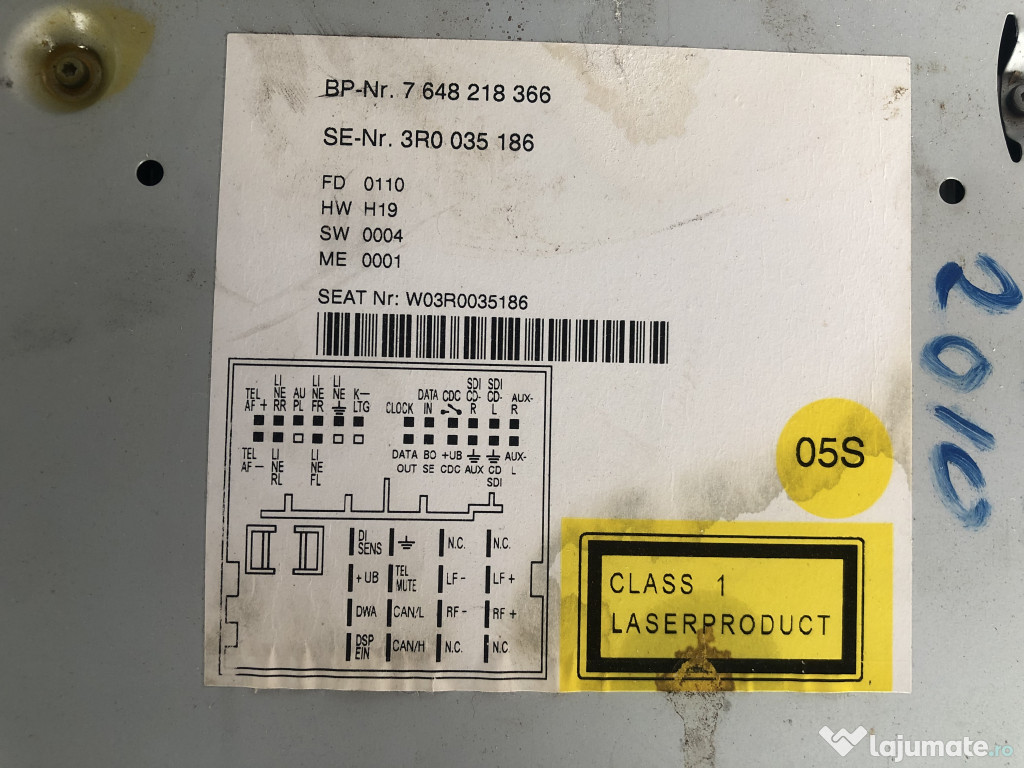 BP-Nr. 7 648 218 366
SE-Nr. 3R0 035 186
FD 0110
HW H19
SW 0004
ME 0001
SEAT Nr: W03R0035186
TEL AF + LI NE RR AU PL LI NE FR LI NE K- LTG
CLOCK DATA IN CDC SDI CD- R SDI CD- L AUX- R
TEL AF - LI NE RL LI NE FL
DATA OUT BO SE +UB CDC AUX CD SDI AUX- L
DI SENS N.C. N.C.
+ UB TEL MUTE LF - LF +
DWA CAN/L RF - RF +
DSP EIN CAN/H N.C. N.C.
05S
CLASS 1
LASERPRODUCT
2010
lajumate.ro